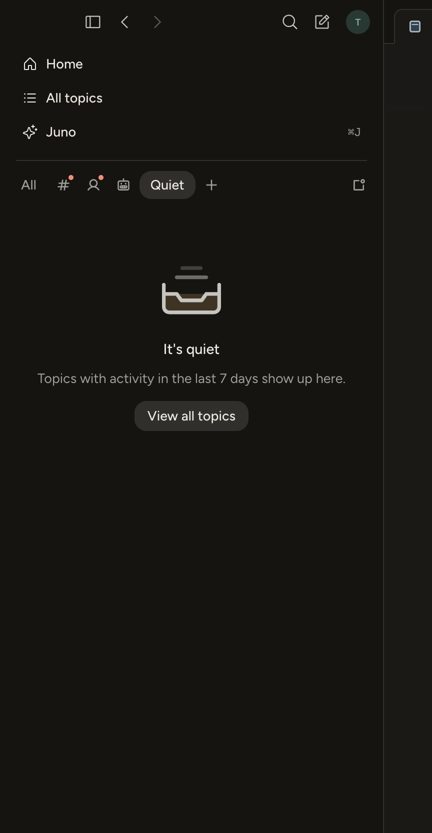 T
Home
All topics
Juno ⌘J
All # Quiet +
It's quiet
Topics with activity in the last 7 days show up here.
View all topics